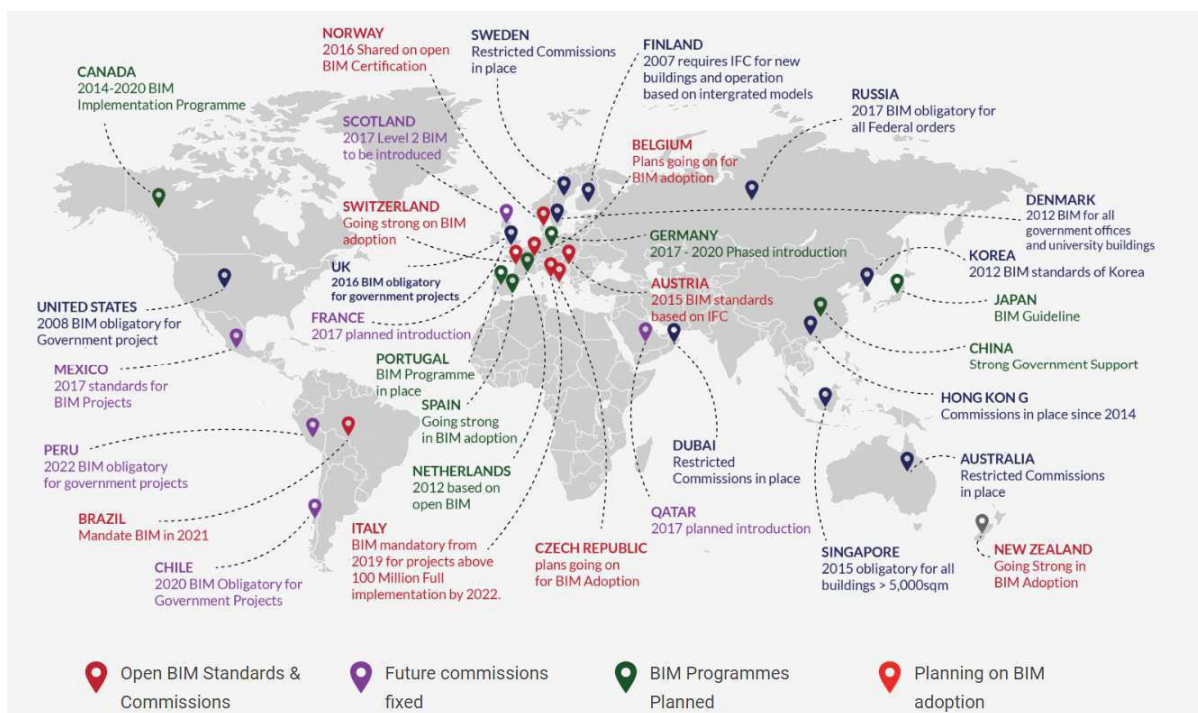 NORWAY
2016 Shared on open
BIM Certification
SWEDEN
Restricted Commissions
in place
FINLAND
2007 requires IFC for new
buildings and operation
based on intergrated models
CANADA
2014-2020 BIM
Implementation Programme
RUSSIA
2017 BIM obligatory for
all Federal orders
SCOTLAND
2017 Level 2 BIM
to be introduced
BELGIUM
Plans going on for
BIM adoption
SWITZERLAND
Going strong on BIM
adoption
DENMARK
2012 BIM for all
government offices
and university buildings
GERMANY
2017 - 2020 Phased introduction
KOREA
2012 BIM standards of Korea
UK
2016 BIM obligatory
for government projects
AUSTRIA
2015 BIM standards
based on IFC
JAPAN
BIM Guideline
UNITED STATES
2008 BIM obligatory for
Government project
FRANCE
2017 planned introduction
CHINA
Strong Government Support
PORTUGAL
BIM Programme
in place
MEXICO
2017 standards for
BIM Projects
HONG KON G
Commissions in place since 2014
SPAIN
Going strong
in BIM adoption
PERU
2022 BIM obligatory
for government projects
DUBAI
Restricted
Commissions in place
AUSTRALIA
Restricted Commissions
in place
NETHERLANDS
2012 based on
open BIM
QATAR
2017 planned introduction
BRAZIL
Mandate BIM in 2021
ITALY
BIM mandatory from
2019 for projects above
100 Million Full
implementation by 2022.
CZECH REPUBLIC
plans going on
for BIM Adoption
SINGAPORE
2015 obligatory for all
buildings > 5,000sqm
NEW ZEALAND
Going Strong in
BIM Adoption
CHILE
2020 BIM Obligatory for
Government Projects
Open BIM Standards &
Commissions
Future commissions
fixed
BIM Programmes
Planned
Planning on BIM
adoption